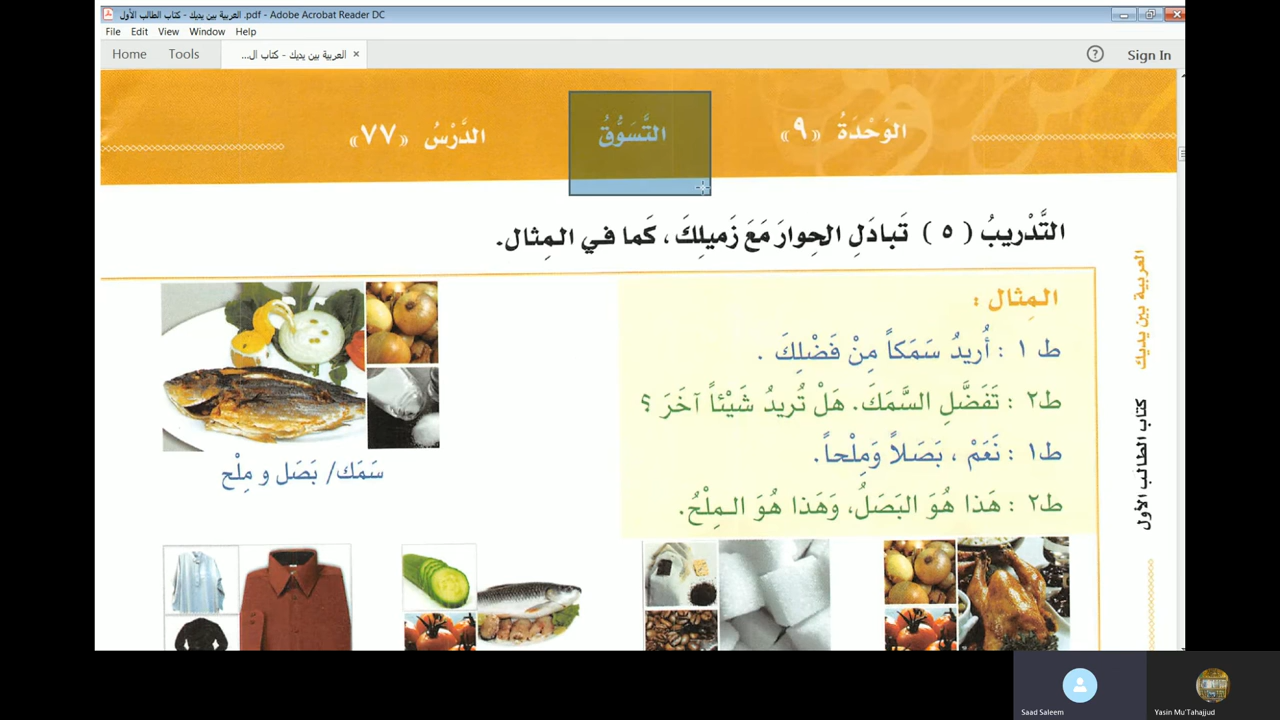 العربية بين يديك - كتاب الطالب الأول .pdf - Adobe Acrobat Reader DC
File Edit View Window Help
Home Tools العربية بين يديك - كتاب ال... × ? Sign In
الوَحْدَةُ «٩» التَّسَوُّقُ الدَّرْسُ «٧٧»
التَّدْريبُ ( ٥ ) تَبادَلِ الحِوارَ مَعَ زَميلِكَ ، كَما في المِثال.
المِثال :
ط ١ : أُريدُ سَمَكاً مِنْ فَضْلِكَ .
ط٢ : تَفَضَّلِ السَّمَكَ. هَلْ تُريدُ شَيْئاً آخَرَ ؟
ط١ : نَعَمْ ، بَصَلاً وَمِلْحاً.
ط٢ : هَذا هُوَ البَصَلُ، وَهَذا هُوَ المِلْحُ.
سَمَك/ بَصَل و مِلْح
العربية بين يديك
كتاب الطالب الأول
Saad Saleem
Yasin Mu'Tahajjud